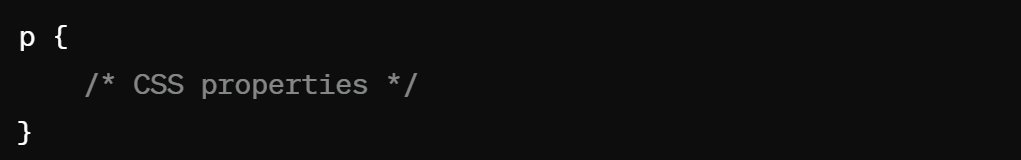 p {
    /* CSS properties */
}